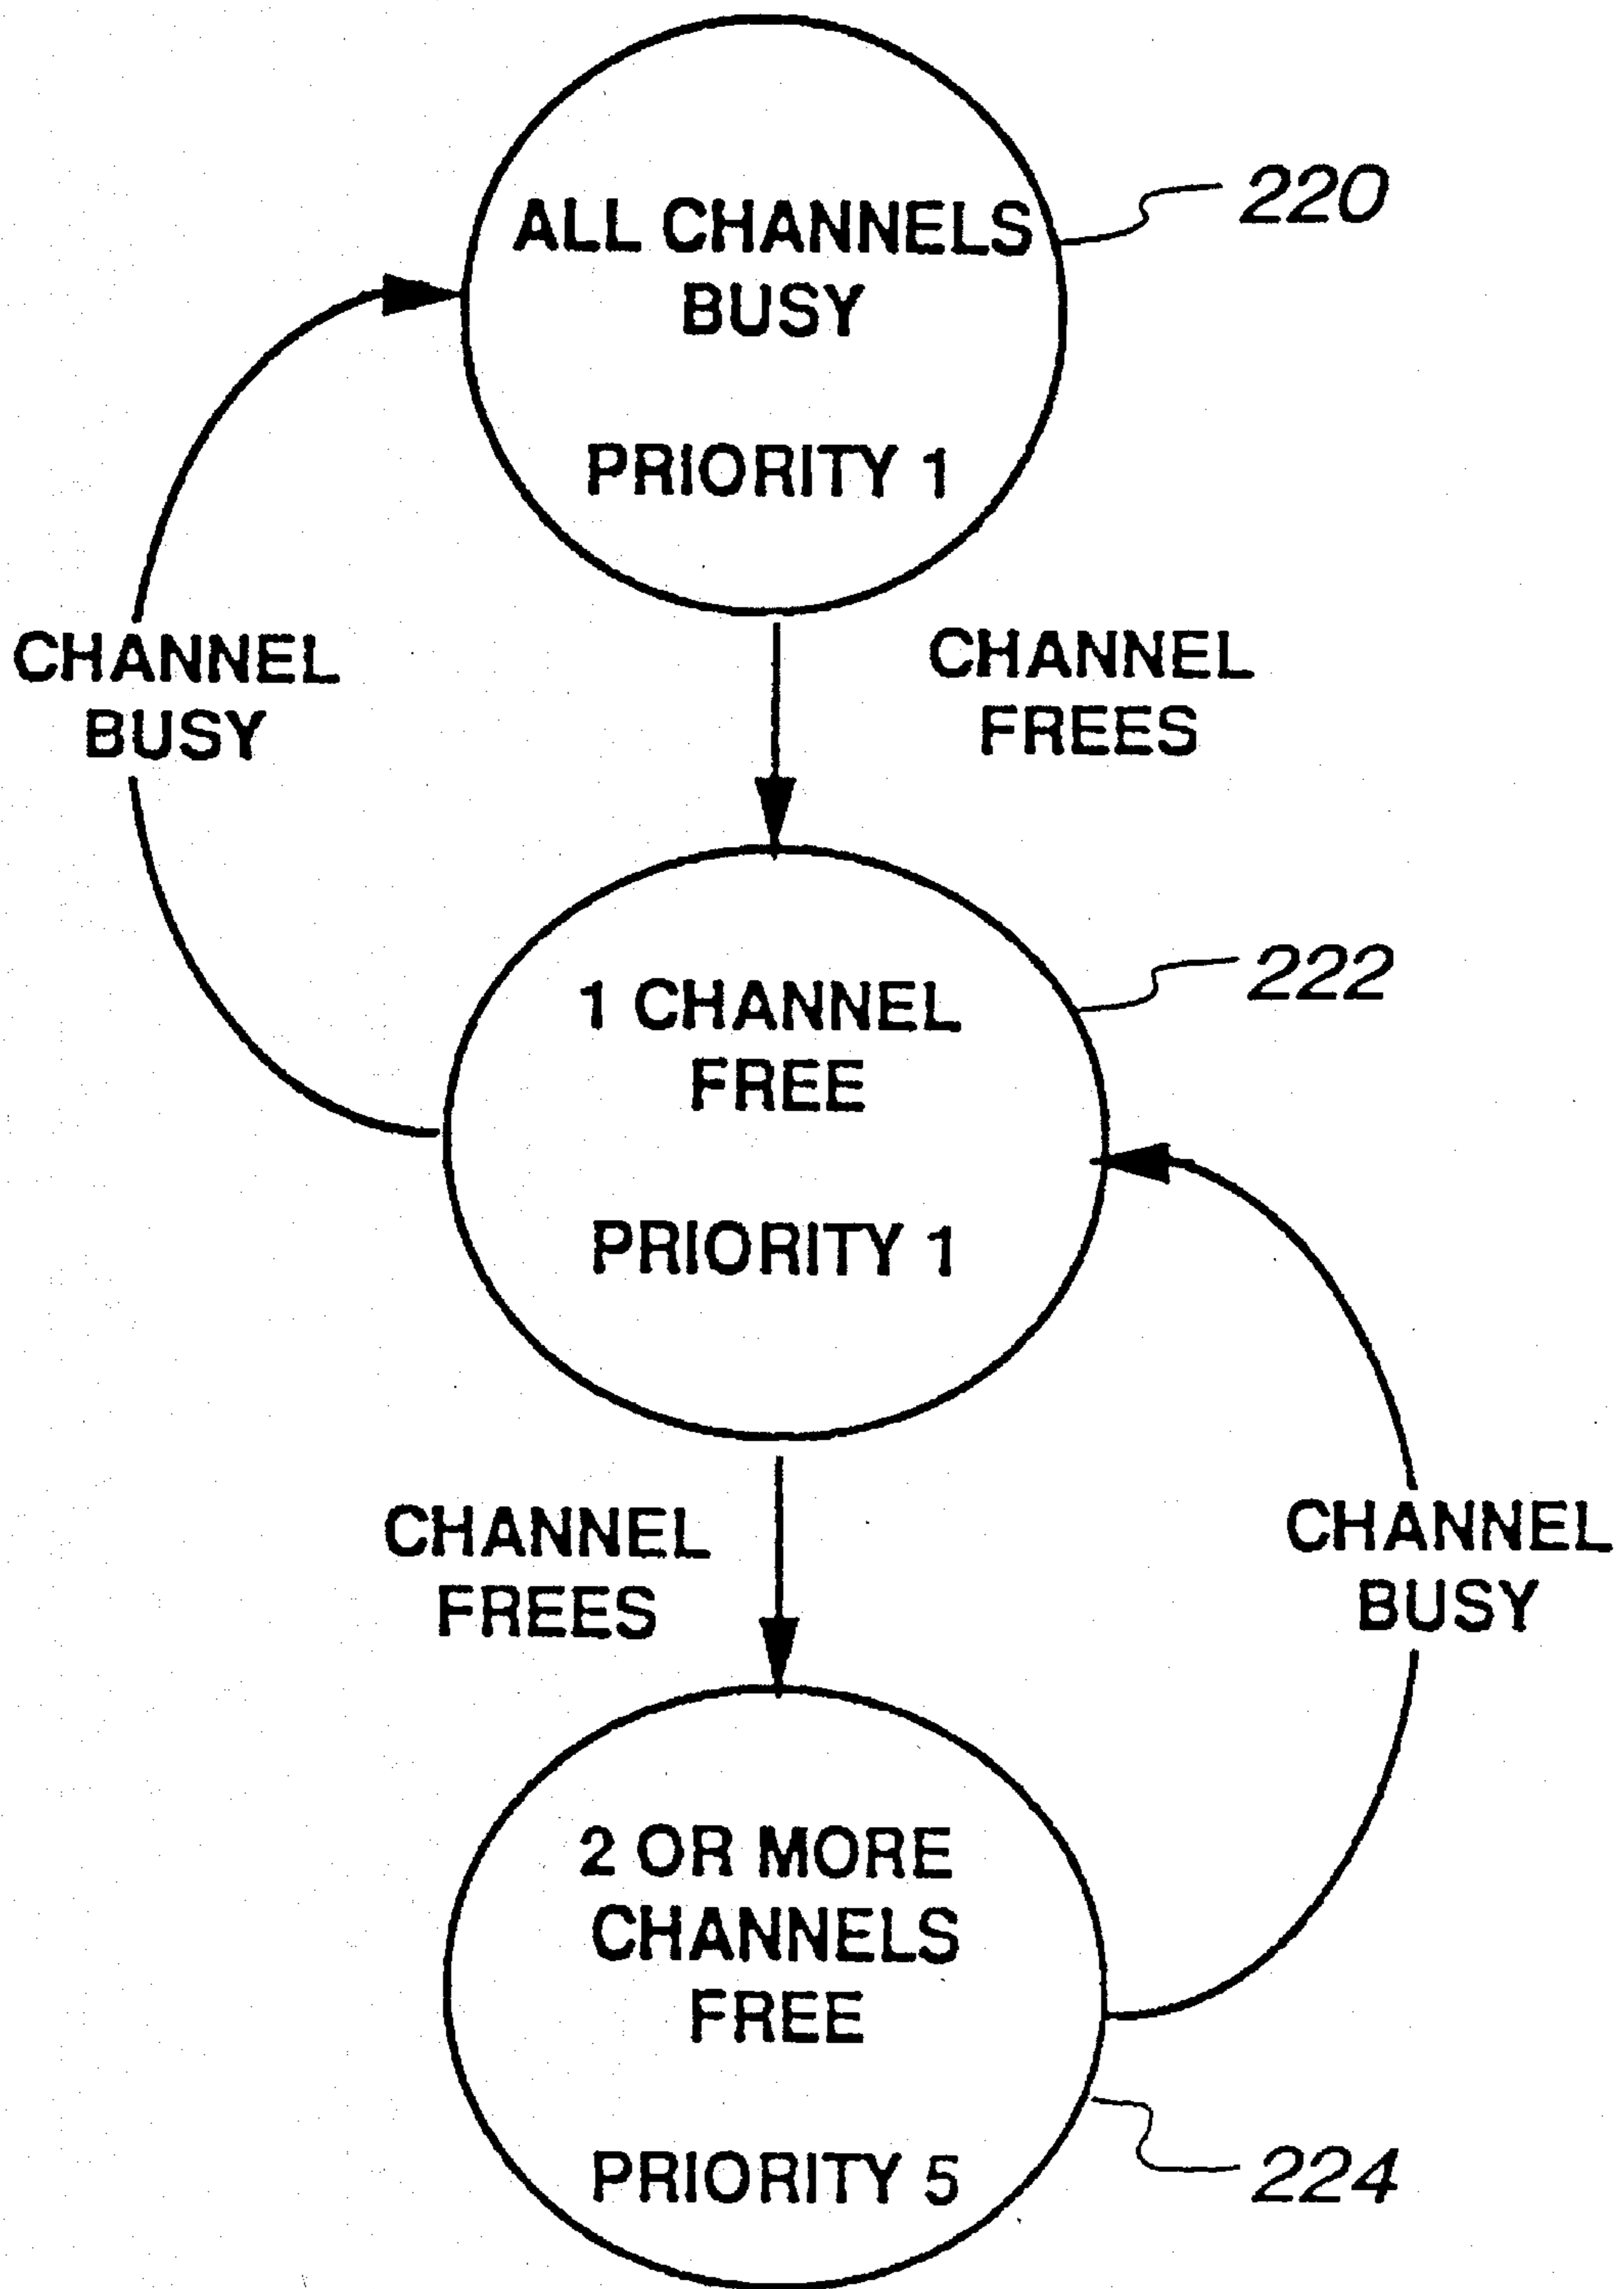 ALL CHANNELS
BUSY
PRIORITY 1
220
CHANNEL
BUSY
CHANNEL
FREES
1 CHANNEL
FREE
PRIORITY 1
222
CHANNEL
FREES
CHANNEL
BUSY
2 OR MORE
CHANNELS
FREE
PRIORITY 5
224